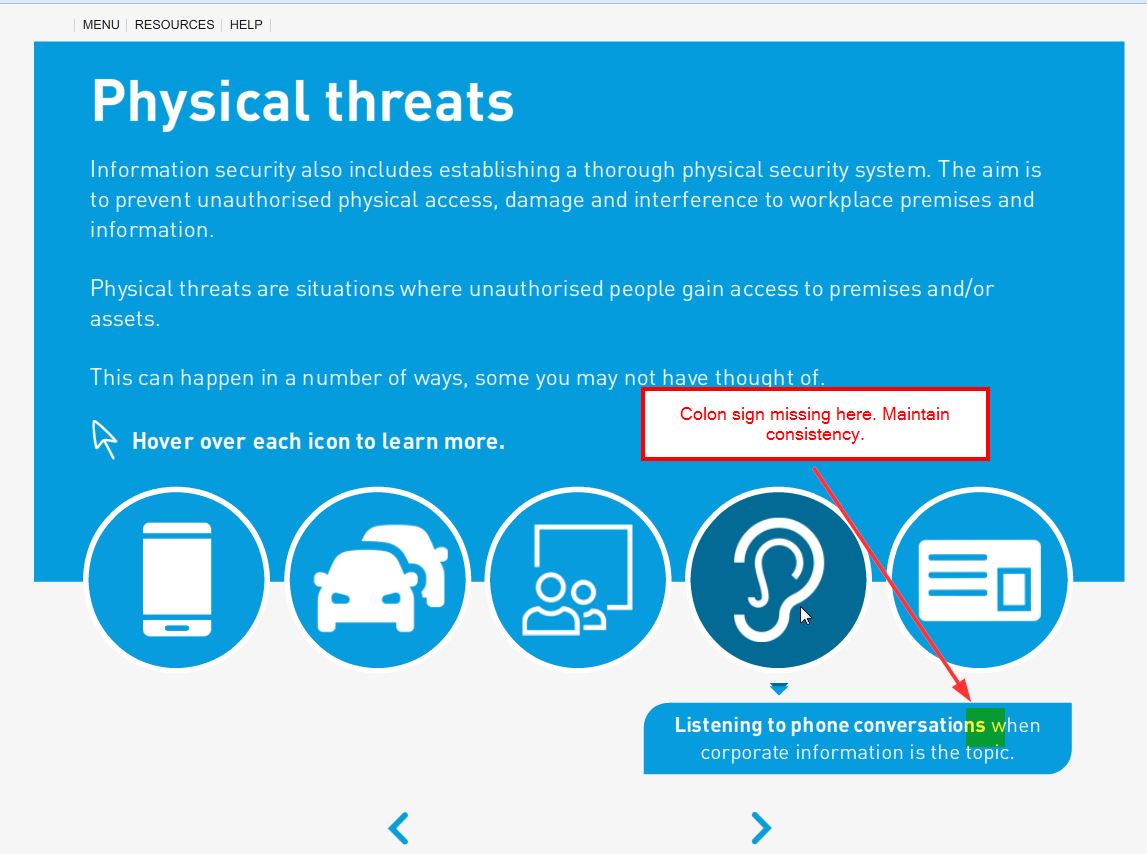 MENU RESOURCES HELP
Physical threats
Information security also includes establishing a thorough physical security system. The aim is
to prevent unauthorised physical access, damage and interference to workplace premises and
information.
Physical threats are situations where unauthorised people gain access to premises and/or
assets.
This can happen in a number of ways, some you may not have thought of.
Colon sign missing here. Maintain
consistency.
Hover over each icon to learn more.
Listening to phone conversations when
corporate information is the topic.